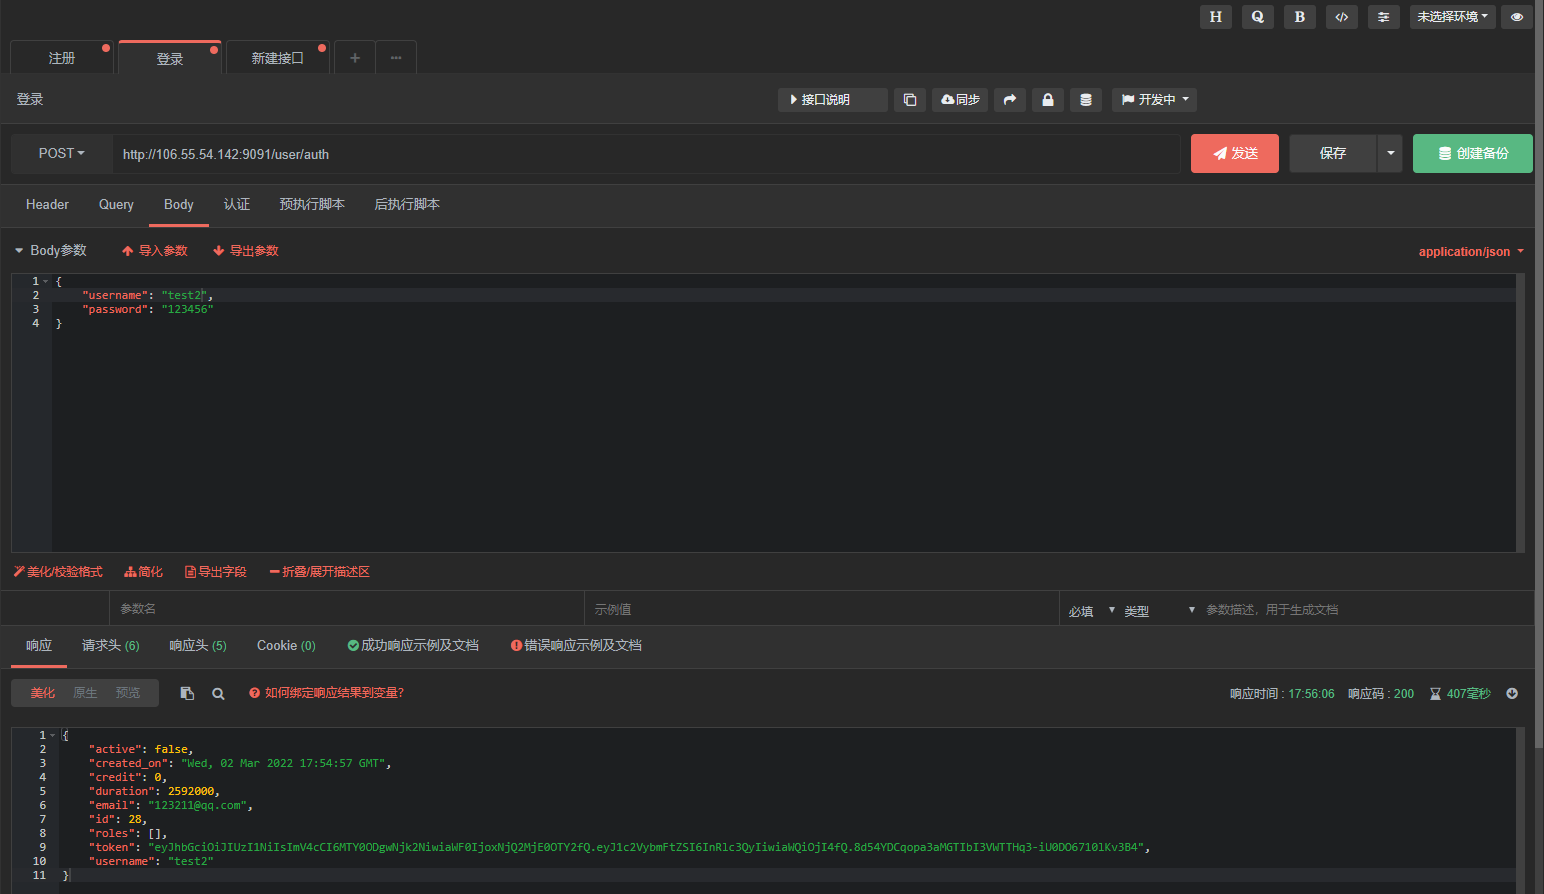 H Q B </> 未选择环境
注册 登录 新建接口 + ···
登录 接口说明 同步 开发中
POST http://106.55.54.142:9091/user/auth 发送 保存 创建备份
Header Query Body 认证 预执行脚本 后执行脚本
Body参数 导入参数 导出参数 application/json
1 {
2 "username": "test2",
3 "password": "123456"
4 }
美化/校验格式 简化 导出字段 折叠/展开描述区
参数名 示例值 必填 类型 参数描述，用于生成文档
响应 请求头 (6) 响应头 (5) Cookie (0) 成功响应示例及文档 错误响应示例及文档
美化 原生 预览 如何绑定响应结果到变量? 响应时间 : 17:56:06 响应码 : 200 407毫秒
1 {
2 "active": false,
3 "created_on": "Wed, 02 Mar 2022 17:54:57 GMT",
4 "credit": 0,
5 "duration": 2592000,
6 "email": "123211@qq.com",
7 "id": 28,
8 "roles": [],
9 "token": "eyJhbGciOiJIUzI1NiIsImV4cCI6MTY0ODgwNjk2NiwiaWF0IjoxNjQ2MjE0OTY2fQ.eyJ1c2VybmFtZSI6InRlc3QyIiwiaWQiOjI4fQ.8d54YDCqopa3aMGTIbI3VWTTHq3-iU0DO6710lKv3B4",
10 "username": "test2"
11 }